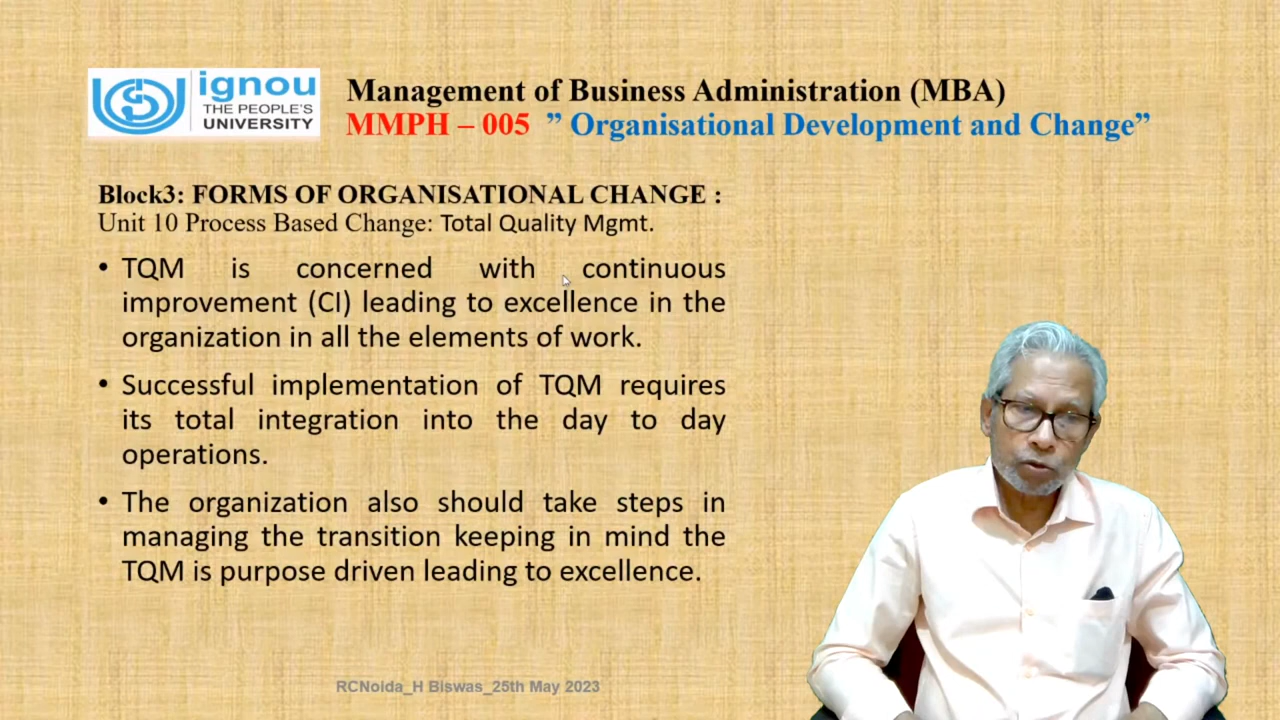 ignou
THE PEOPLE'S
UNIVERSITY
Management of Business Administration (MBA)
MMPH – 005 ” Organisational Development and Change”
Block3: FORMS OF ORGANISATIONAL CHANGE :
Unit 10 Process Based Change: Total Quality Mgmt.
• TQM is concerned with continuous
improvement (CI) leading to excellence in the
organization in all the elements of work.
• Successful implementation of TQM requires
its total integration into the day to day
operations.
• The organization also should take steps in
managing the transition keeping in mind the
TQM is purpose driven leading to excellence.
RCNoida_H Biswas_25th May 2023